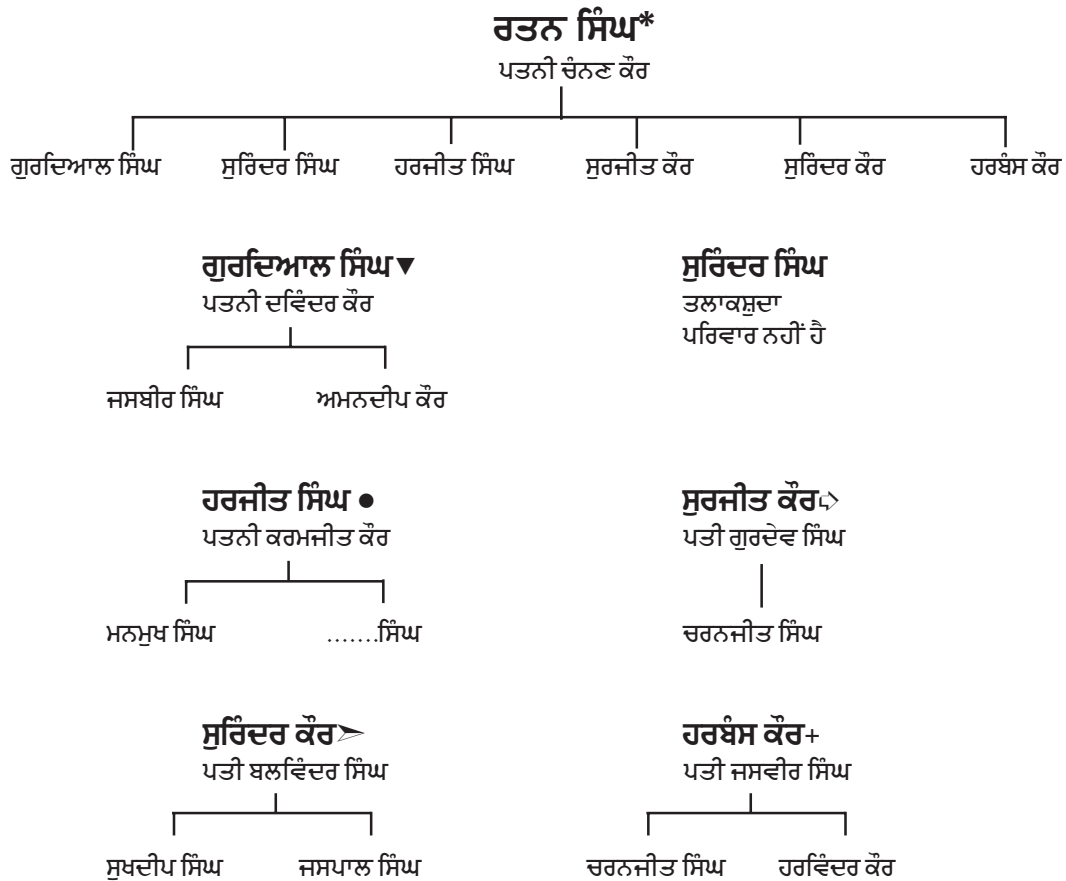 ਰਤਨ ਸਿੰਘ*
ਪਤਨੀ ਚੰਨਣ ਕੌਰ
ਗੁਰਦਿਆਲ ਸਿੰਘ ਸੁਰਿੰਦਰ ਸਿੰਘ ਹਰਜੀਤ ਸਿੰਘ ਸੁਰਜੀਤ ਕੌਰ ਸੁਰਿੰਦਰ ਕੌਰ ਹਰਬੰਸ ਕੌਰ
ਗੁਰਦਿਆਲ ਸਿੰਘ▼
ਪਤਨੀ ਦਵਿੰਦਰ ਕੌਰ
ਜਸਬੀਰ ਸਿੰਘ ਅਮਨਦੀਪ ਕੌਰ
ਸੁਰਿੰਦਰ ਸਿੰਘ
ਤਲਾਕਸ਼ੁਦਾ
ਪਰਿਵਾਰ ਨਹੀਂ ਹੈ
ਹਰਜੀਤ ਸਿੰਘ ●
ਪਤਨੀ ਕਰਮਜੀਤ ਕੌਰ
ਮਨਮੁਖ ਸਿੰਘ .......ਸਿੰਘ
ਸੁਰਜੀਤ ਕੌਰ➪
ਪਤੀ ਗੁਰਦੇਵ ਸਿੰਘ
ਚਰਨਜੀਤ ਸਿੰਘ
ਸੁਰਿੰਦਰ ਕੌਰ➣
ਪਤੀ ਬਲਵਿੰਦਰ ਸਿੰਘ
ਸੁਖਦੀਪ ਸਿੰਘ ਜਸਪਾਲ ਸਿੰਘ
ਹਰਬੰਸ ਕੌਰ+
ਪਤੀ ਜਸਵੀਰ ਸਿੰਘ
ਚਰਨਜੀਤ ਸਿੰਘ ਹਰਵਿੰਦਰ ਕੌਰ